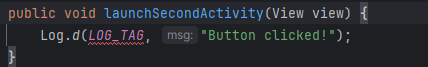 public void launchSecondActivity(View view) {
    Log.d(LOG_TAG, msg: "Button clicked!");
}